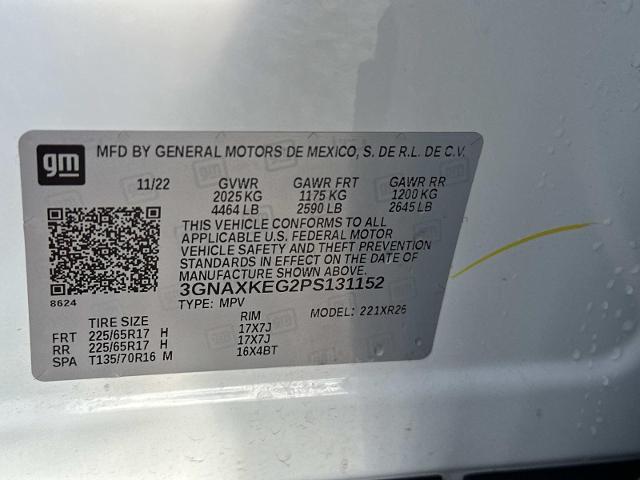 gm MFD BY GENERAL MOTORS DE MEXICO, S. DE R.L. DE C.V.
11/22 GVWR GAWR FRT GAWR RR
2025 KG 1175 KG 1200 KG
4464 LB 2590 LB 2645 LB
THIS VEHICLE CONFORMS TO ALL
APPLICABLE U.S. FEDERAL MOTOR
VEHICLE SAFETY AND THEFT PREVENTION
STANDARDS IN EFFECT ON THE DATE OF
MANUFACTURE SHOWN ABOVE.
3GNAXKEG2PS131152
8624 TYPE: MPV MODEL: 221XR26
TIRE SIZE RIM
FRT 225/65R17 H 17X7J
RR 225/65R17 H 17X7J
SPA T135/70R16 M 16X4BT